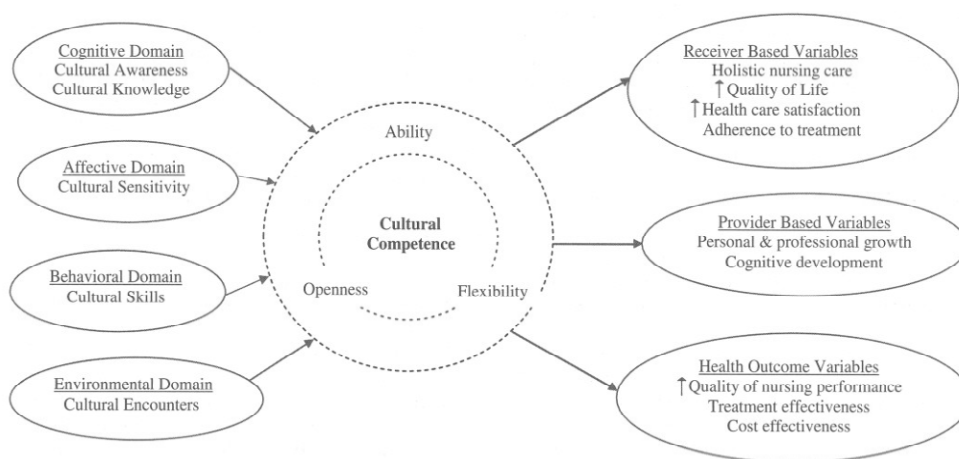 Cognitive Domain
Cultural Awareness
Cultural Knowledge
Affective Domain
Cultural Sensitivity
Behavioral Domain
Cultural Skills
Environmental Domain
Cultural Encounters
Ability
Cultural
Competence
Openness
Flexibility
Receiver Based Variables
Holistic nursing care
↑Quality of Life
↑Health care satisfaction
Adherence to treatment
Provider Based Variables
Personal & professional growth
Cognitive development
Health Outcome Variables
↑Quality of nursing performance
Treatment effectiveness
Cost effectiveness